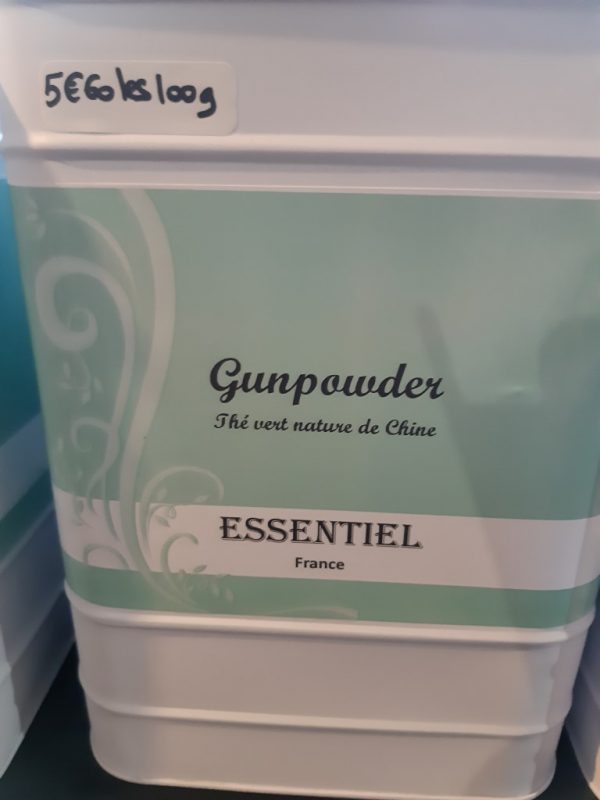 5€60 les 100g
Gunpowder
Thé vert nature de Chine
ESSENTIEL
France